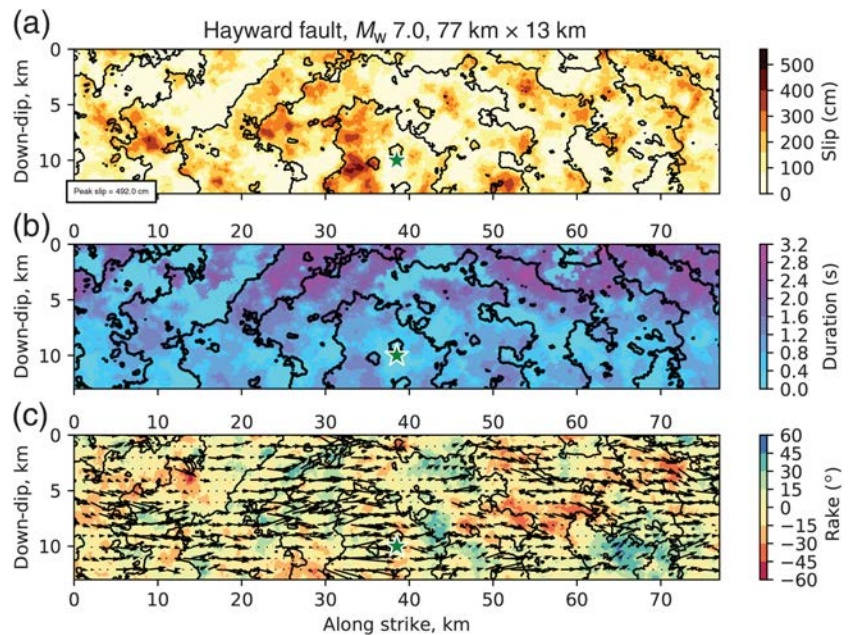 (a)
Hayward fault, Mw 7.0, 77 km × 13 km
Down-dip, km
0
5
10
Peak slip = 492.0 cm
500
400
300
200
100
0
Slip (cm)
(b)
0 10 20 30 40 50 60 70
Down-dip, km
0
5
10
3.2
2.8
2.4
2.0
1.6
1.2
0.8
0.4
0.0
Duration (s)
(c)
0 10 20 30 40 50 60 70
Down-dip, km
0
5
10
60
45
30
15
0
−15
−30
−45
−60
Rake (°)
0 10 20 30 40 50 60 70
Along strike, km